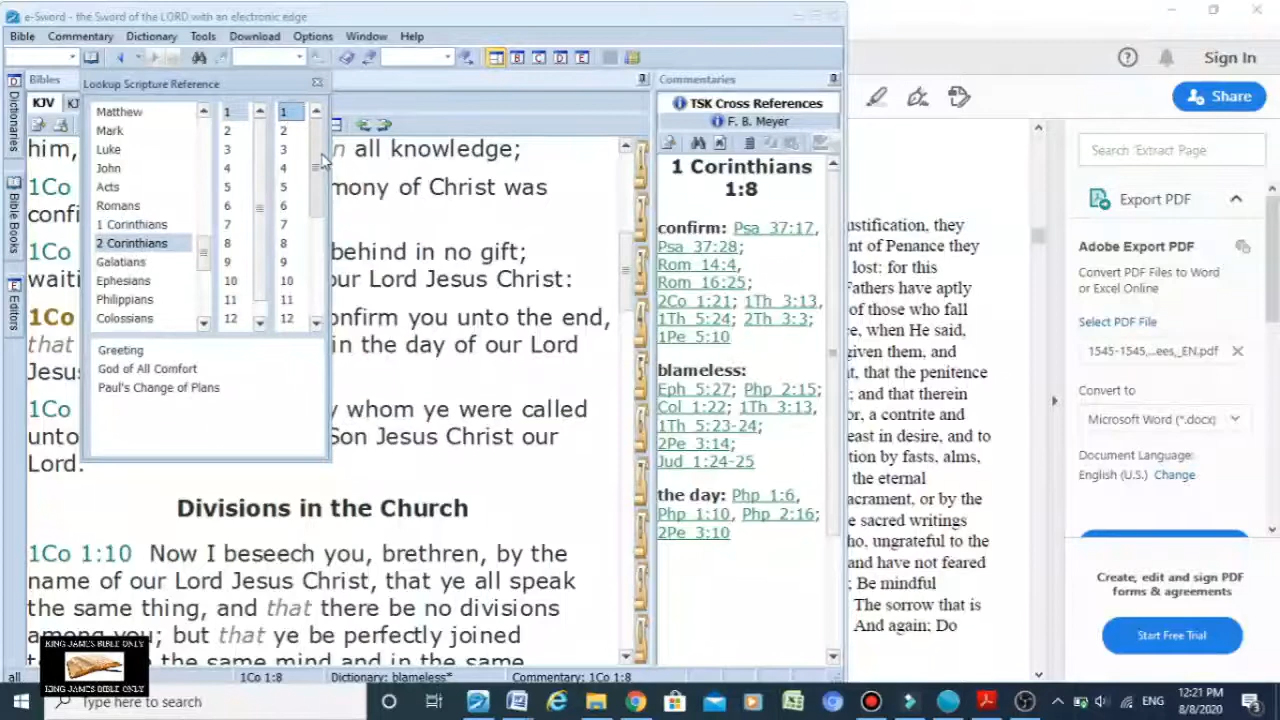 e-Sword - the Sword of the LORD with an electronic edge
Bible Commentary Dictionary Tools Download Options Window Help
Bibles
KJV
Dictionaries
Bible Books
Editors
B C D E
Lookup Scripture Reference
Matthew 1 1
Mark 2 2
Luke 3 3
John 4 4
Acts 5 5
Romans 6 6
1 Corinthians 7 7
2 Corinthians 8 8
Galatians 9 9
Ephesians 10 10
Philippians 11 11
Colossians 12 12
Greeting
God of All Comfort
Paul's Change of Plans
him, n all knowledge;
1Co mony of Christ was
confi
1Co behind in no gift;
waiti our Lord Jesus Christ:
1Co onfirm you unto the end,
that in the day of our Lord
Jesus
1Co y whom ye were called
unto Son Jesus Christ our
Lord.
Divisions in the Church
1Co 1:10 Now I beseech you, brethren, by the
name of our Lord Jesus Christ, that ye all speak
the same thing, and that there be no divisions
among you; but that ye be perfectly joined
the same mind and in the same
KING JAMES BIBLE ONLY
KING JAMES BIBLE ONLY
Commentaries
TSK Cross References
F. B. Meyer
1 Corinthians
1:8
confirm: Psa 37:17,
Psa 37:28;
Rom 14:4,
Rom 16:25;
2Co 1:21; 1Th 3:13,
1Th 5:24; 2Th 3:3;
1Pe 5:10
blameless:
Eph 5:27; Php 2:15;
Col 1:22; 1Th 3:13,
1Th 5:23-24;
2Pe 3:14;
Jud 1:24-25
the day: Php 1:6,
Php 1:10, Php 2:16;
2Pe 3:10
all 1Co 1:8 Dictionary: blameless* Commentary: 1Co 1:8
Sign In
Share
ustification, they
nt of Penance they
lost: for this
Fathers have aptly
of those who fall
e, when He said,
given them, and
t, that the penitence
; and that therein
or, a contrite and
east in desire, and to
tion by fasts, alms,
the eternal
acrament, or by the
e sacred writings
ho, ungrateful to the
and have not feared
; Be mindful
The sorrow that is
And again; Do
Search 'Extract Page'
Export PDF
Adobe Export PDF
Convert PDF Files to Word
or Excel Online
Select PDF File
1545-1545,...ees,_EN.pdf
Convert to
Microsoft Word (*.docx)
Document Language:
English (U.S.) Change
Create, edit and sign PDF
forms & agreements
Start Free Trial
Type here to search
ENG
12:21 PM
8/8/2020
3